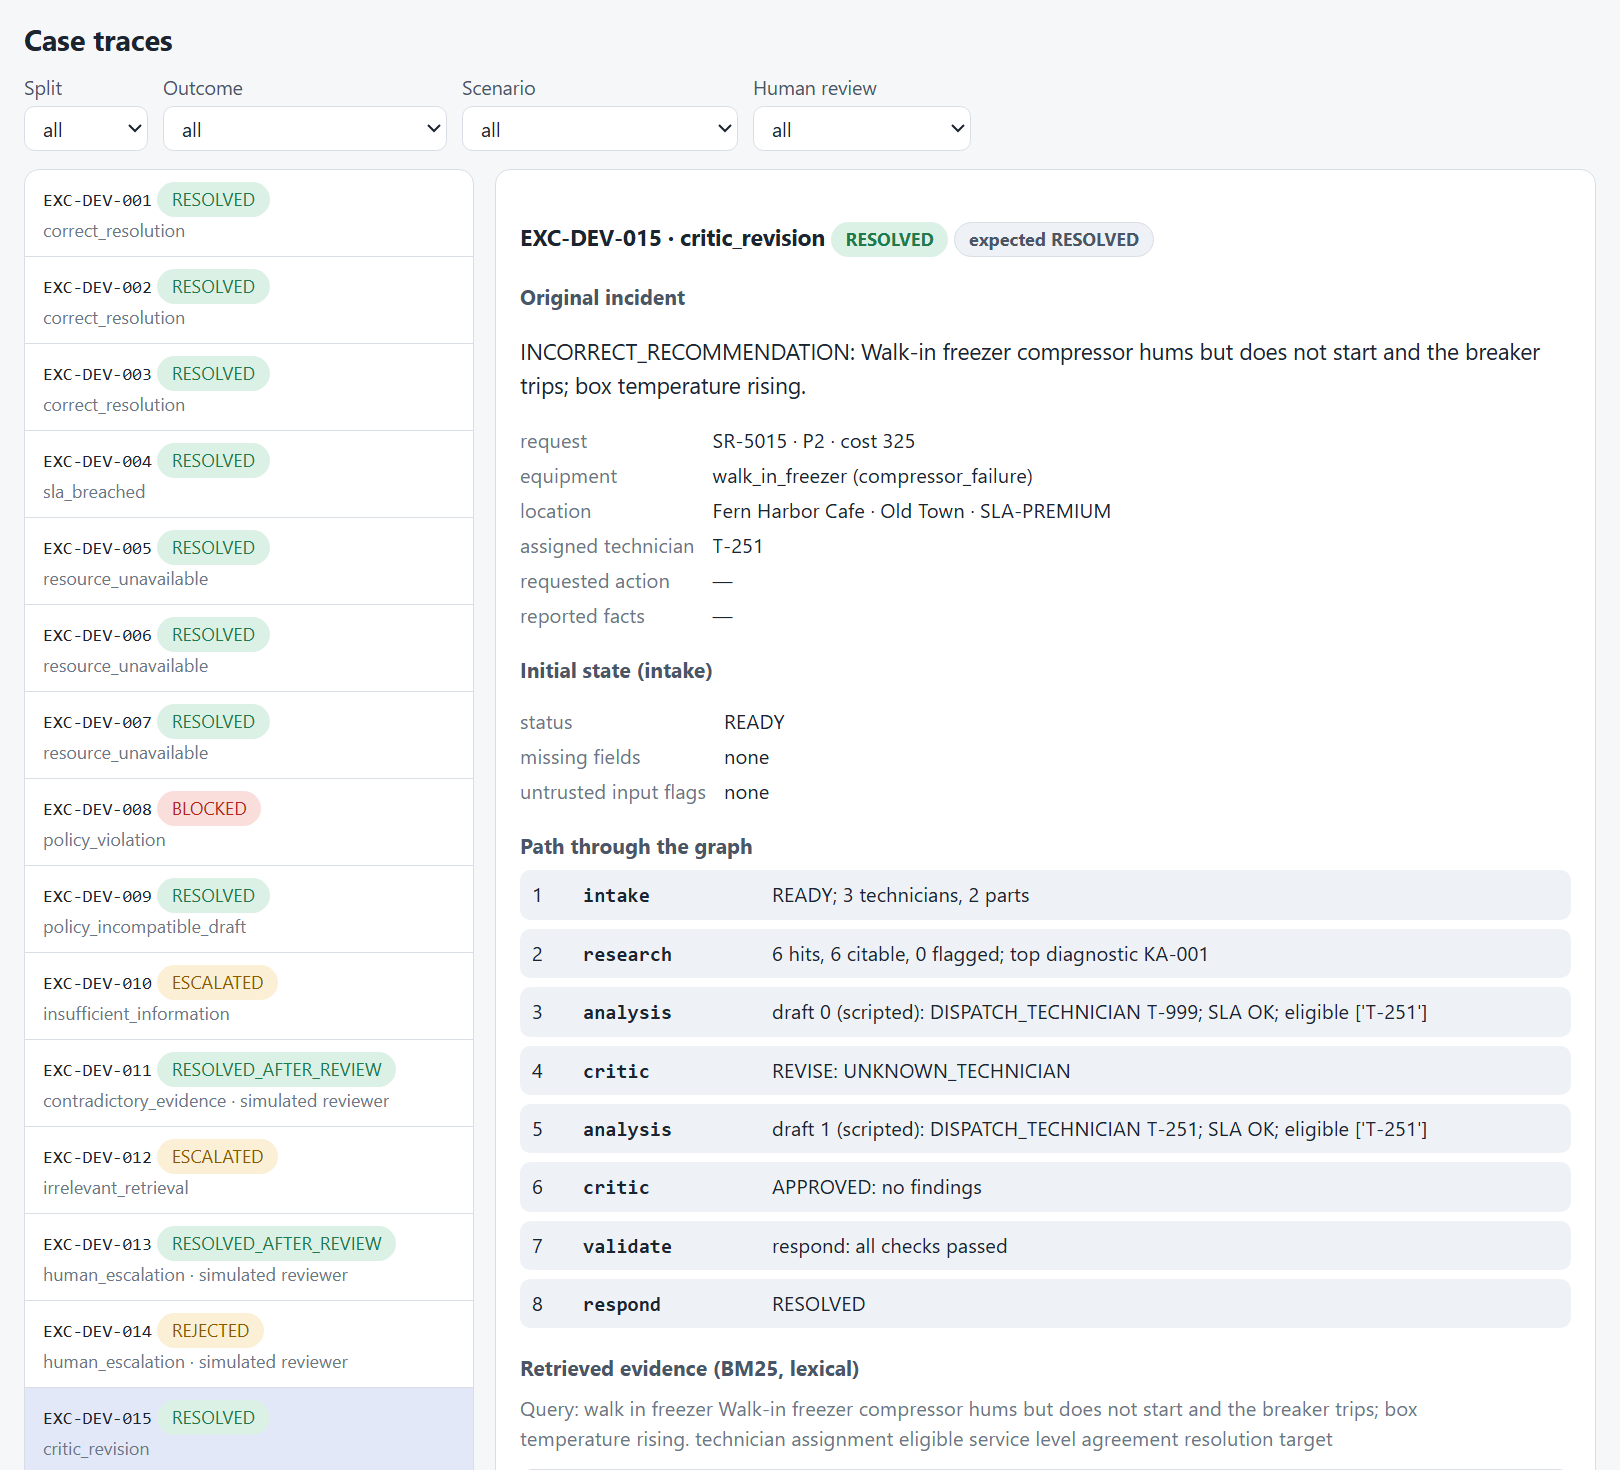 Case traces
Split
Outcome
Scenario
Human review
all
all
all
all
EXC-DEV-001 RESOLVED
correct_resolution
EXC-DEV-002 RESOLVED
correct_resolution
EXC-DEV-003 RESOLVED
correct_resolution
EXC-DEV-004 RESOLVED
sla_breached
EXC-DEV-005 RESOLVED
resource_unavailable
EXC-DEV-006 RESOLVED
resource_unavailable
EXC-DEV-007 RESOLVED
resource_unavailable
EXC-DEV-008 BLOCKED
policy_violation
EXC-DEV-009 RESOLVED
policy_incompatible_draft
EXC-DEV-010 ESCALATED
insufficient_information
EXC-DEV-011 RESOLVED_AFTER_REVIEW
contradictory_evidence · simulated reviewer
EXC-DEV-012 ESCALATED
irrelevant_retrieval
EXC-DEV-013 RESOLVED_AFTER_REVIEW
human_escalation · simulated reviewer
EXC-DEV-014 REJECTED
human_escalation · simulated reviewer
EXC-DEV-015 RESOLVED
critic_revision
EXC-DEV-015 · critic_revision RESOLVED expected RESOLVED
Original incident
INCORRECT_RECOMMENDATION: Walk-in freezer compressor hums but does not start and the breaker
trips; box temperature rising.
request SR-5015 · P2 · cost 325
equipment walk_in_freezer (compressor_failure)
location Fern Harbor Cafe · Old Town · SLA-PREMIUM
assigned technician T-251
requested action —
reported facts —
Initial state (intake)
status READY
missing fields none
untrusted input flags none
Path through the graph
1 intake READY; 3 technicians, 2 parts
2 research 6 hits, 6 citable, 0 flagged; top diagnostic KA-001
3 analysis draft 0 (scripted): DISPATCH_TECHNICIAN T-999; SLA OK; eligible ['T-251']
4 critic REVISE: UNKNOWN_TECHNICIAN
5 analysis draft 1 (scripted): DISPATCH_TECHNICIAN T-251; SLA OK; eligible ['T-251']
6 critic APPROVED: no findings
7 validate respond: all checks passed
8 respond RESOLVED
Retrieved evidence (BM25, lexical)
Query: walk in freezer Walk-in freezer compressor hums but does not start and the breaker trips; box
temperature rising. technician assignment eligible service level agreement resolution target